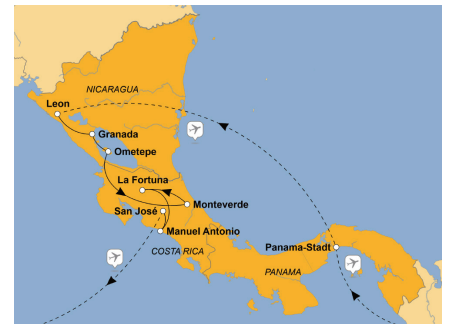 NICARAGUA
Leon
Granada
Ometepe
La Fortuna
Monteverde
San José
Manuel Antonio
COSTA RICA
Panama-Stadt
PANAMA